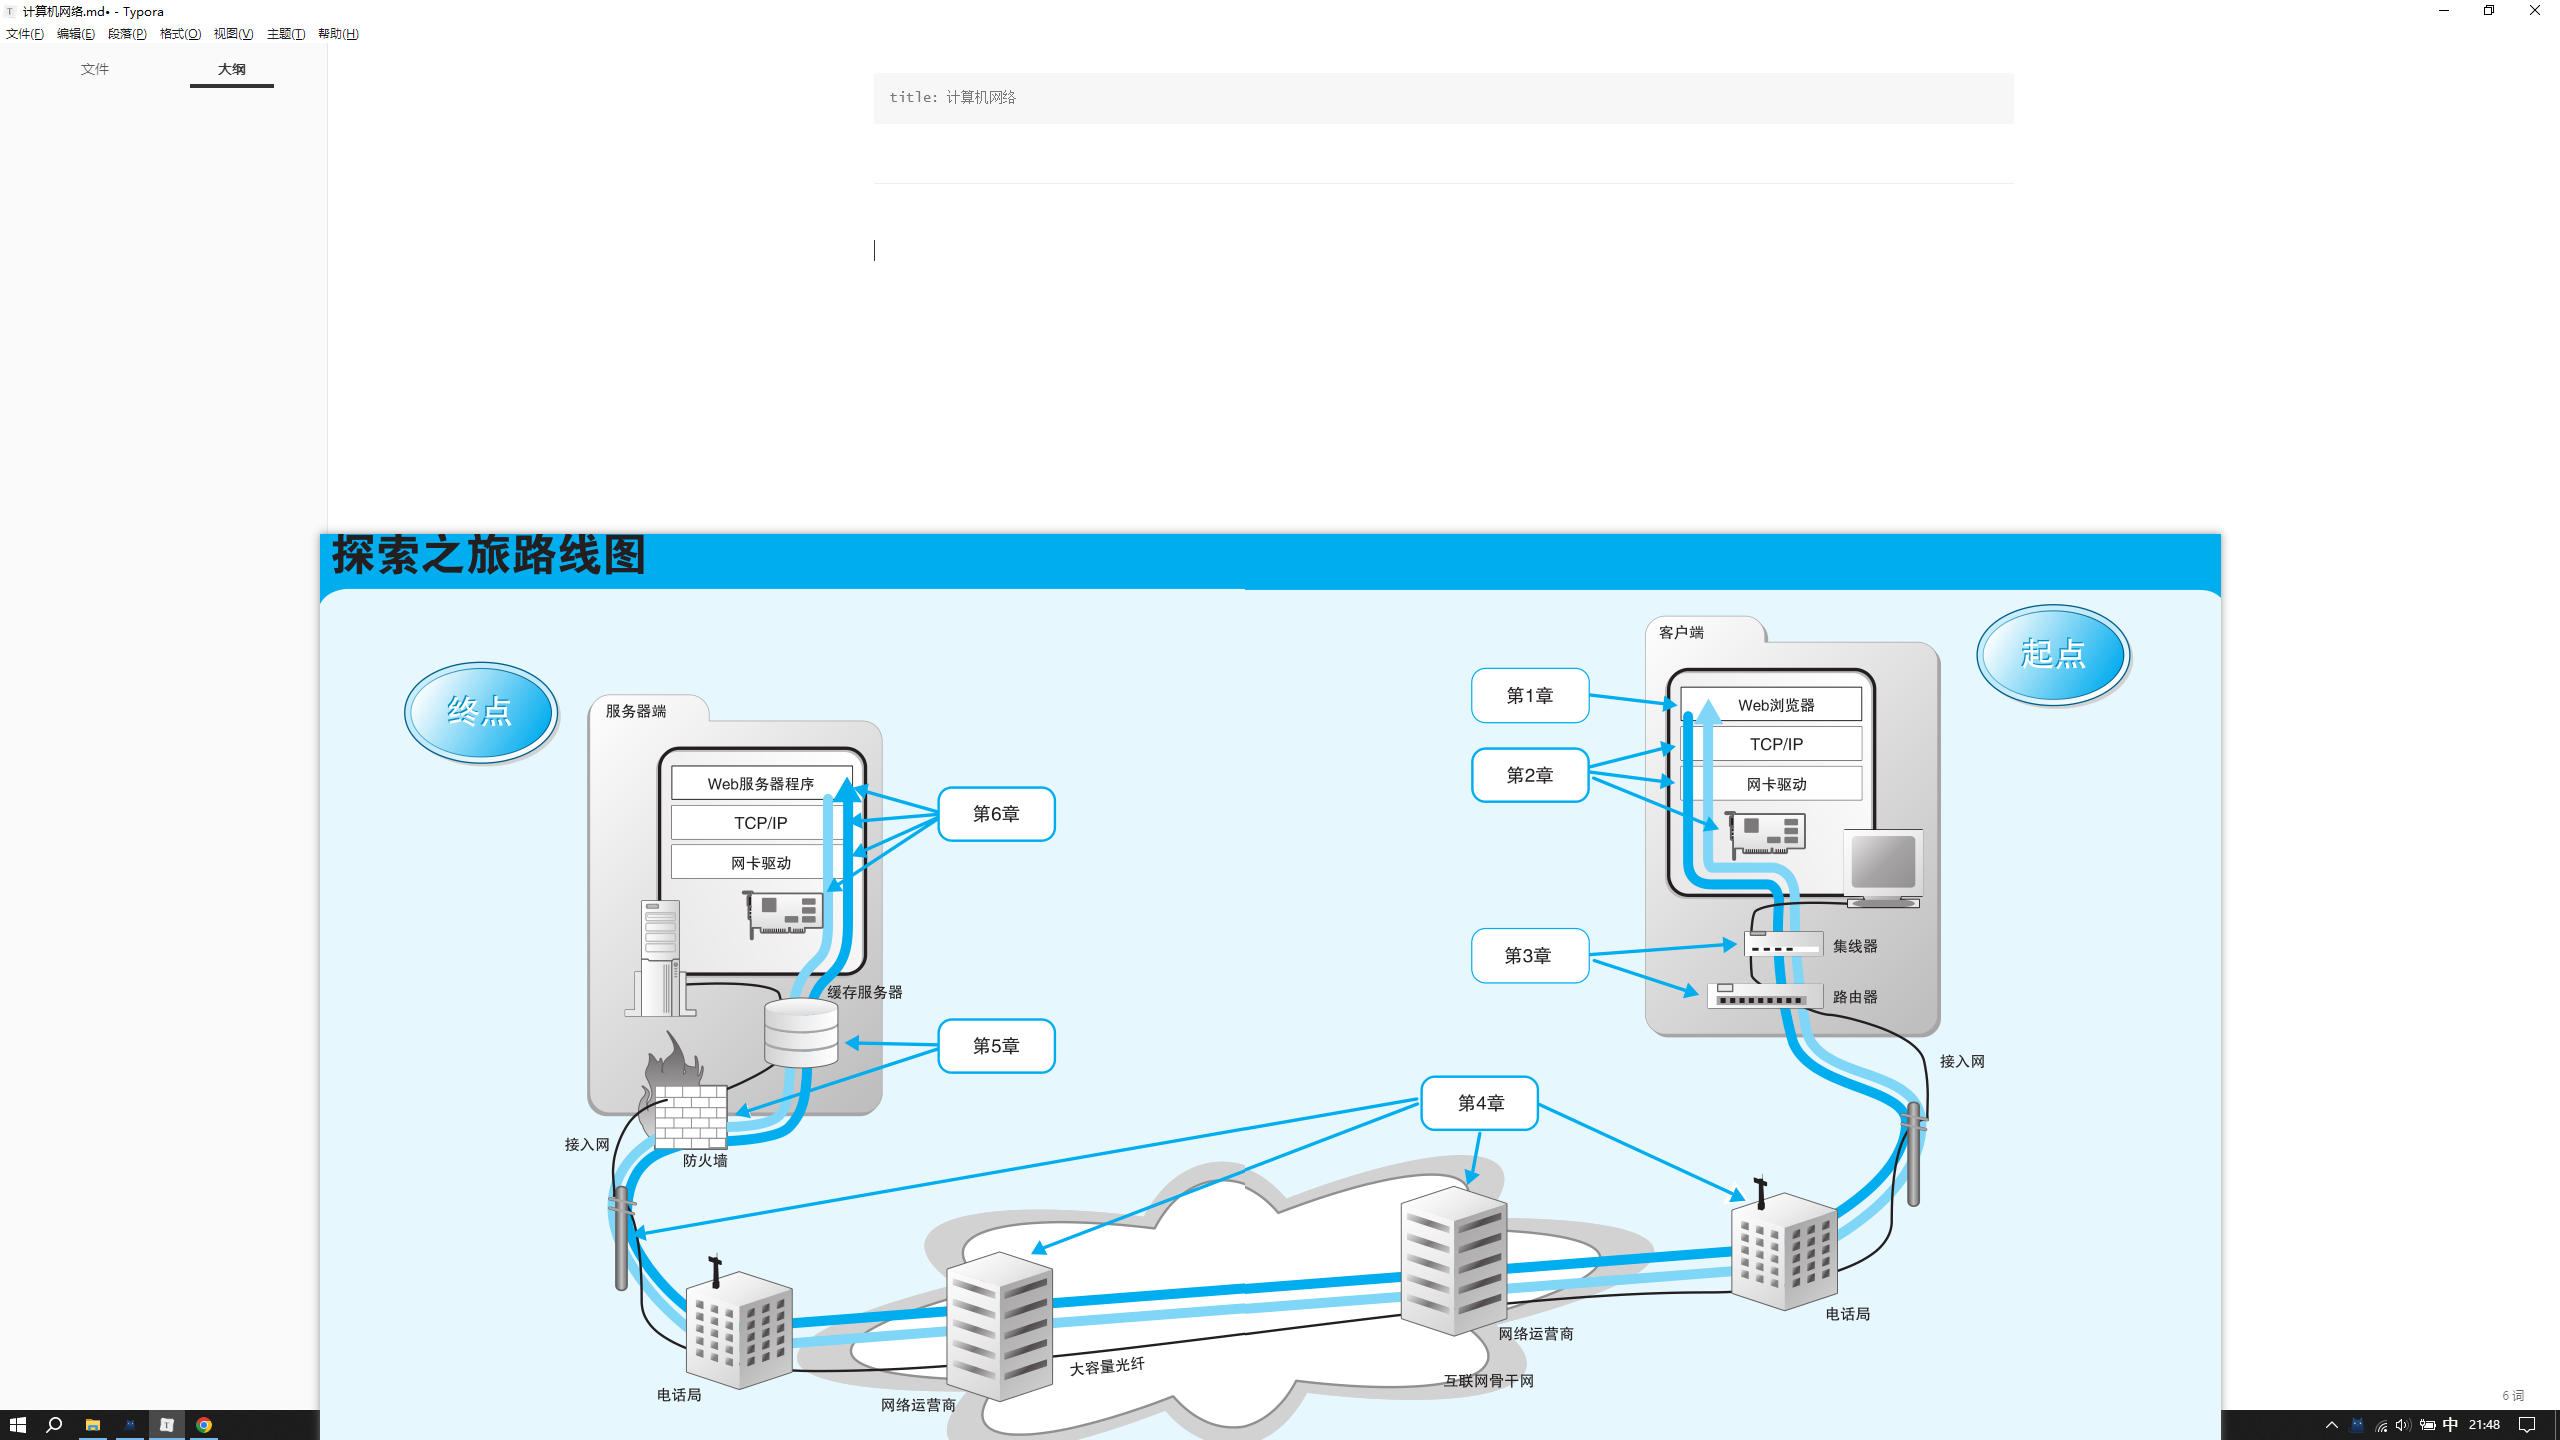 计算机网络.md• - Typora
文件(F) 编辑(E) 段落(P) 格式(O) 视图(V) 主题(T) 帮助(H)
文件 大纲
title: 计算机网络
探索之旅路线图
终点
服务器端
Web服务器程序
TCP/IP
网卡驱动
第6章
缓存服务器
第5章
接入网
防火墙
电话局
网络运营商
大容量光纤
起点
客户端
第1章
Web浏览器
TCP/IP
第2章
网卡驱动
第3章
集线器
路由器
接入网
第4章
网络运营商
互联网骨干网
电话局
6 词
中 21:48